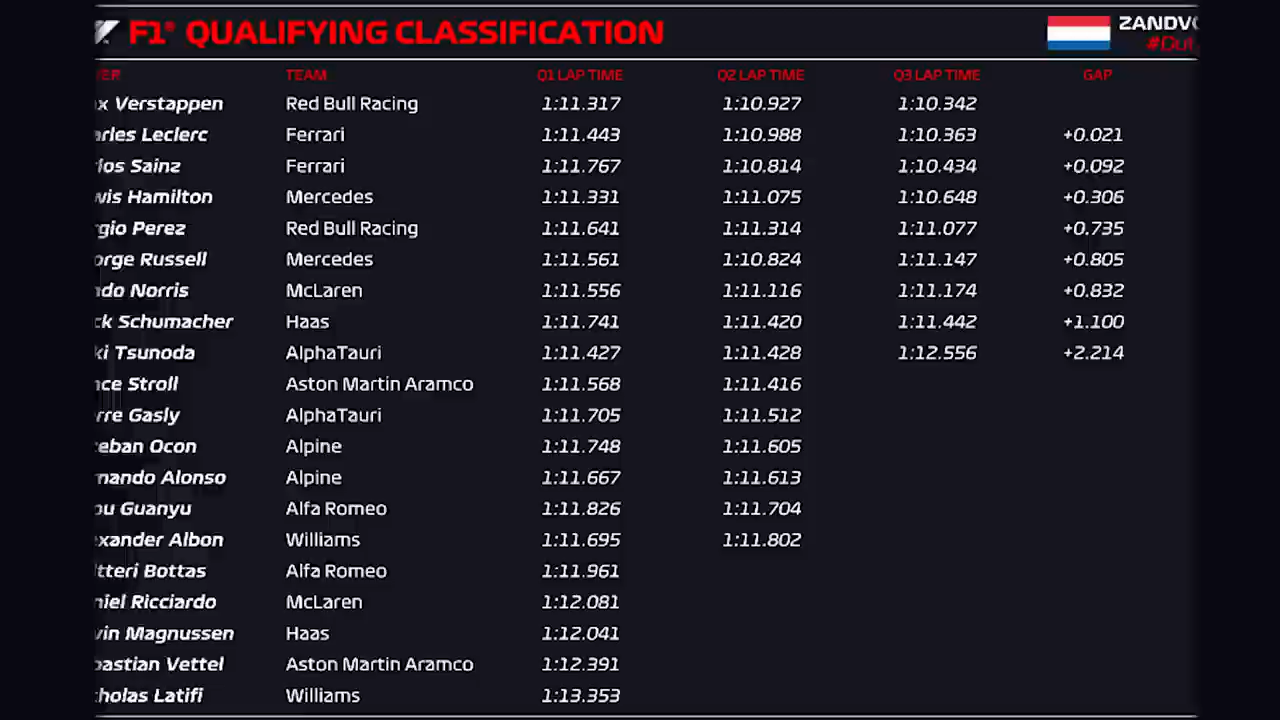 F1® QUALIFYING CLASSIFICATION
ZANDVO
#Dut
VER TEAM Q1 LAP TIME Q2 LAP TIME Q3 LAP TIME GAP
x Verstappen Red Bull Racing 1:11.317 1:10.927 1:10.342
arles Leclerc Ferrari 1:11.443 1:10.988 1:10.363 +0.021
rlos Sainz Ferrari 1:11.767 1:10.814 1:10.434 +0.092
wis Hamilton Mercedes 1:11.331 1:11.075 1:10.648 +0.306
rgio Perez Red Bull Racing 1:11.641 1:11.314 1:11.077 +0.735
orge Russell Mercedes 1:11.561 1:10.824 1:11.147 +0.805
ndo Norris McLaren 1:11.556 1:11.116 1:11.174 +0.832
ck Schumacher Haas 1:11.741 1:11.420 1:11.442 +1.100
ki Tsunoda AlphaTauri 1:11.427 1:11.428 1:12.556 +2.214
nce Stroll Aston Martin Aramco 1:11.568 1:11.416
rre Gasly AlphaTauri 1:11.705 1:11.512
teban Ocon Alpine 1:11.748 1:11.605
rnando Alonso Alpine 1:11.667 1:11.613
ou Guanyu Alfa Romeo 1:11.826 1:11.704
exander Albon Williams 1:11.695 1:11.802
ltteri Bottas Alfa Romeo 1:11.961
niel Ricciardo McLaren 1:12.081
vin Magnussen Haas 1:12.041
bastian Vettel Aston Martin Aramco 1:12.391
cholas Latifi Williams 1:13.353